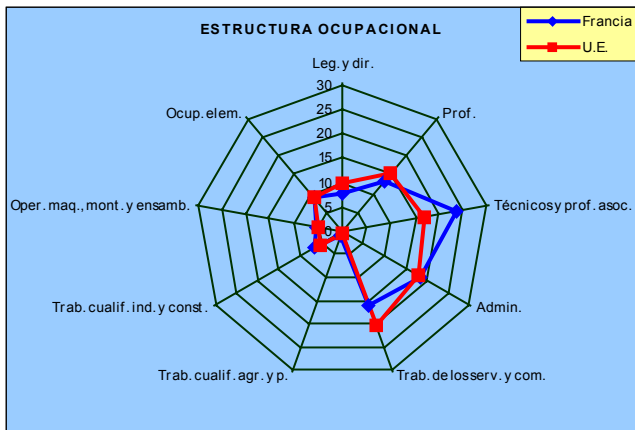 ESTRUCTURA OCUPACIONAL
Francia
U.E.
Leg. y dir.
30
25
20
15
10
5
0
Ocup. elem.
Prof.
Oper. maq., mont. y ensamb.
Técnicos y prof. asoc.
Trab. cualif. ind. y const.
Admin.
Trab. cualif. agr. y p.
Trab. de los serv. y com.